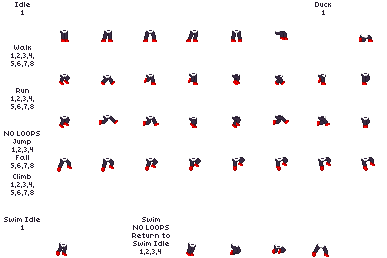 Idle
1
Duck
1
Walk
1,2,3,4,
5,6,7,8
Run
1,2,3,4,
5,6,7,8
NO LOOPS
Jump
1,2,3,4
Fall
5,6,7,8
Climb
1,2,3,4,
5,6,7,8
Swim Idle
1
Swim
NO LOOPS
Return to
Swim Idle
1,2,3,4